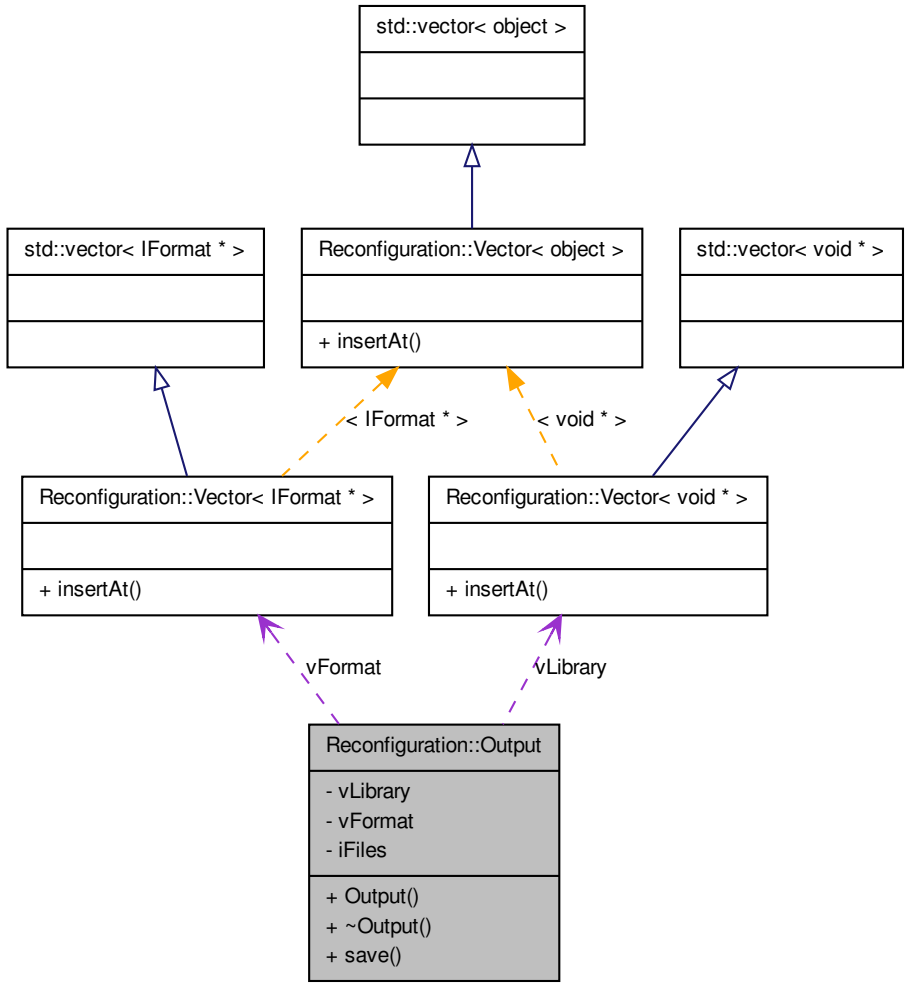 std::vector< object >
std::vector< IFormat * >
Reconfiguration::Vector< object >
+ insertAt()
std::vector< void * >
< IFormat * >
< void * >
Reconfiguration::Vector< IFormat * >
+ insertAt()
Reconfiguration::Vector< void * >
+ insertAt()
vFormat
vLibrary
Reconfiguration::Output
- vLibrary
- vFormat
- iFiles
+ Output()
+ ~Output()
+ save()